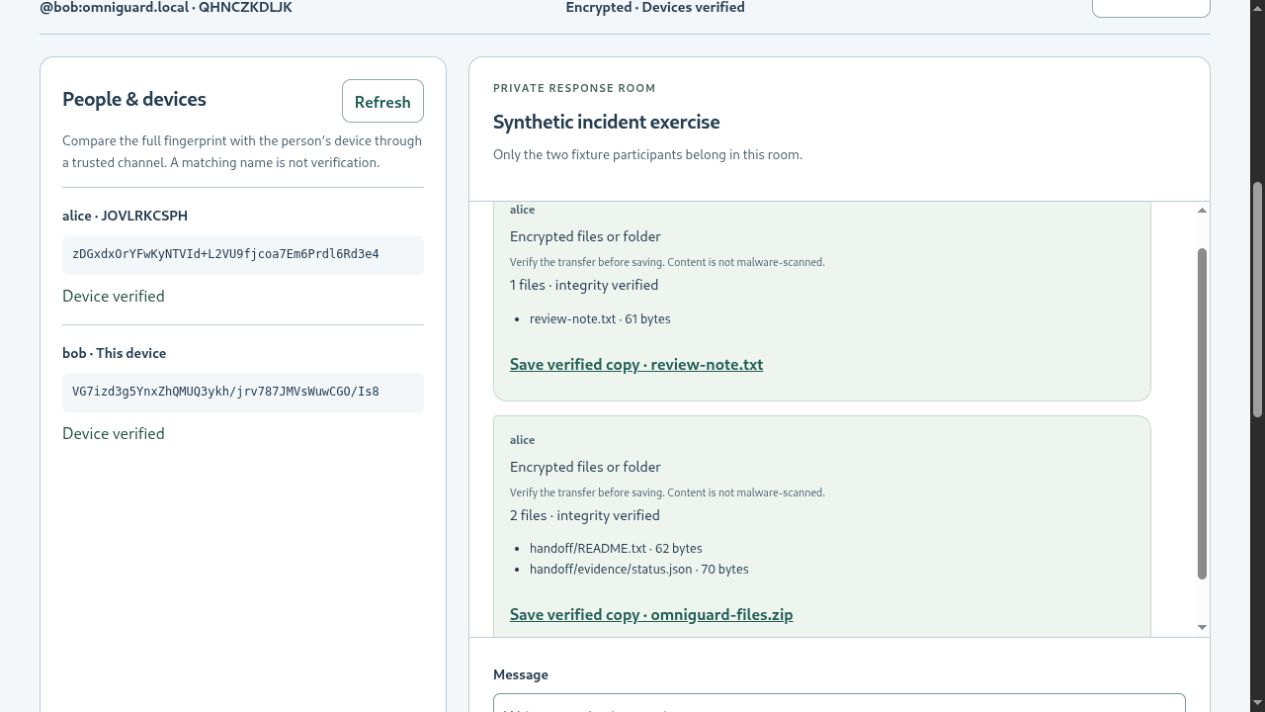 @bob:omniguard.local · QHNCZKDLJK
Encrypted · Devices verified
People & devices
Refresh
Compare the full fingerprint with the person's device through
a trusted channel. A matching name is not verification.
alice · JOVLRKCSPH
zDGxdxOrYFwKyNTVId+L2VU9fjcoa7Em6Prdl6Rd3e4
Device verified
bob · This device
VG7izd3g5YnxZhQMUQ3ykh/jrv787JMVsWuwCGO/Is8
Device verified
PRIVATE RESPONSE ROOM
Synthetic incident exercise
Only the two fixture participants belong in this room.
alice
Encrypted files or folder
Verify the transfer before saving. Content is not malware-scanned.
1 files · integrity verified
• review-note.txt · 61 bytes
Save verified copy · review-note.txt
alice
Encrypted files or folder
Verify the transfer before saving. Content is not malware-scanned.
2 files · integrity verified
• handoff/README.txt · 62 bytes
• handoff/evidence/status.json · 70 bytes
Save verified copy · omniguard-files.zip
Message